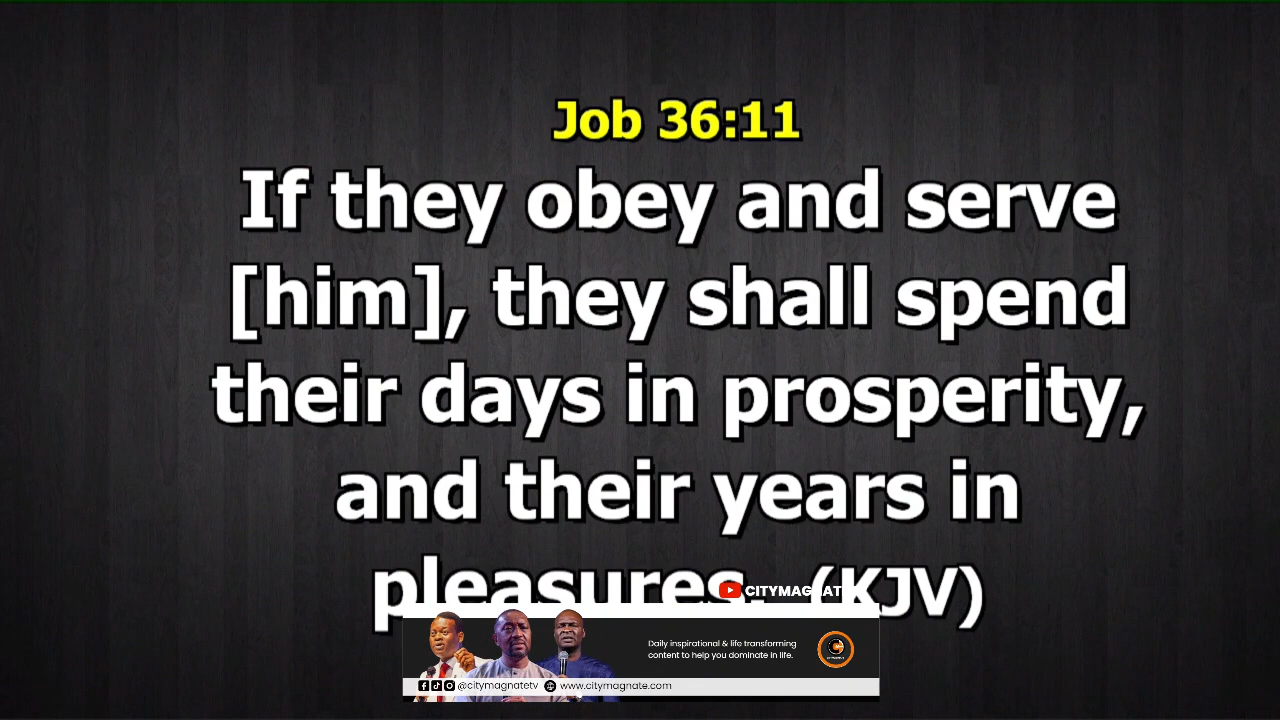 Job 36:11
If they obey and serve
[him], they shall spend
their days in prosperity,
and their years in
pleasures. (KJV)
CITYMAGNAT
Daily inspirational & life transforming
content to help you dominate in life.
@citymagnatetv www.citymagnate.com